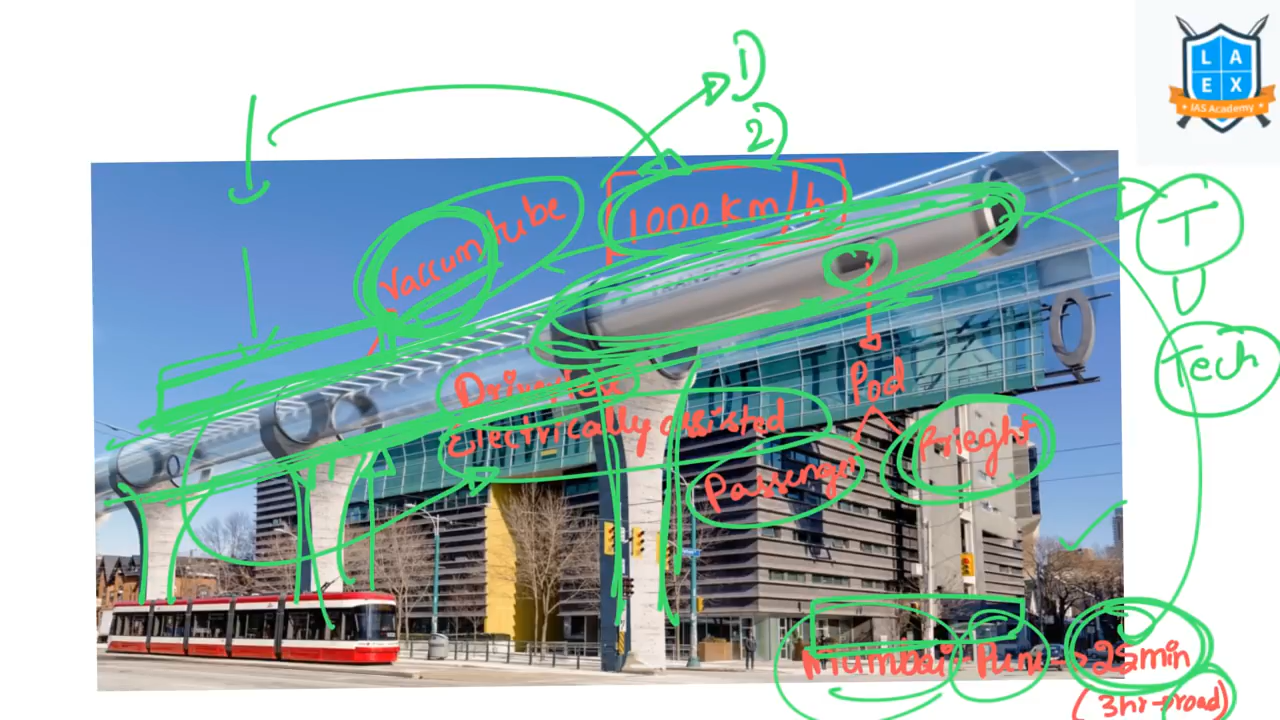 1)
2)
L A
E X
IAS Academy
1000 Km/h
Vaccum tube
T
Tech
Driverless
Electrically assisted
Pod
Passenger
Frieght
Mumbai - Pune -> 25min
(3hr - road)